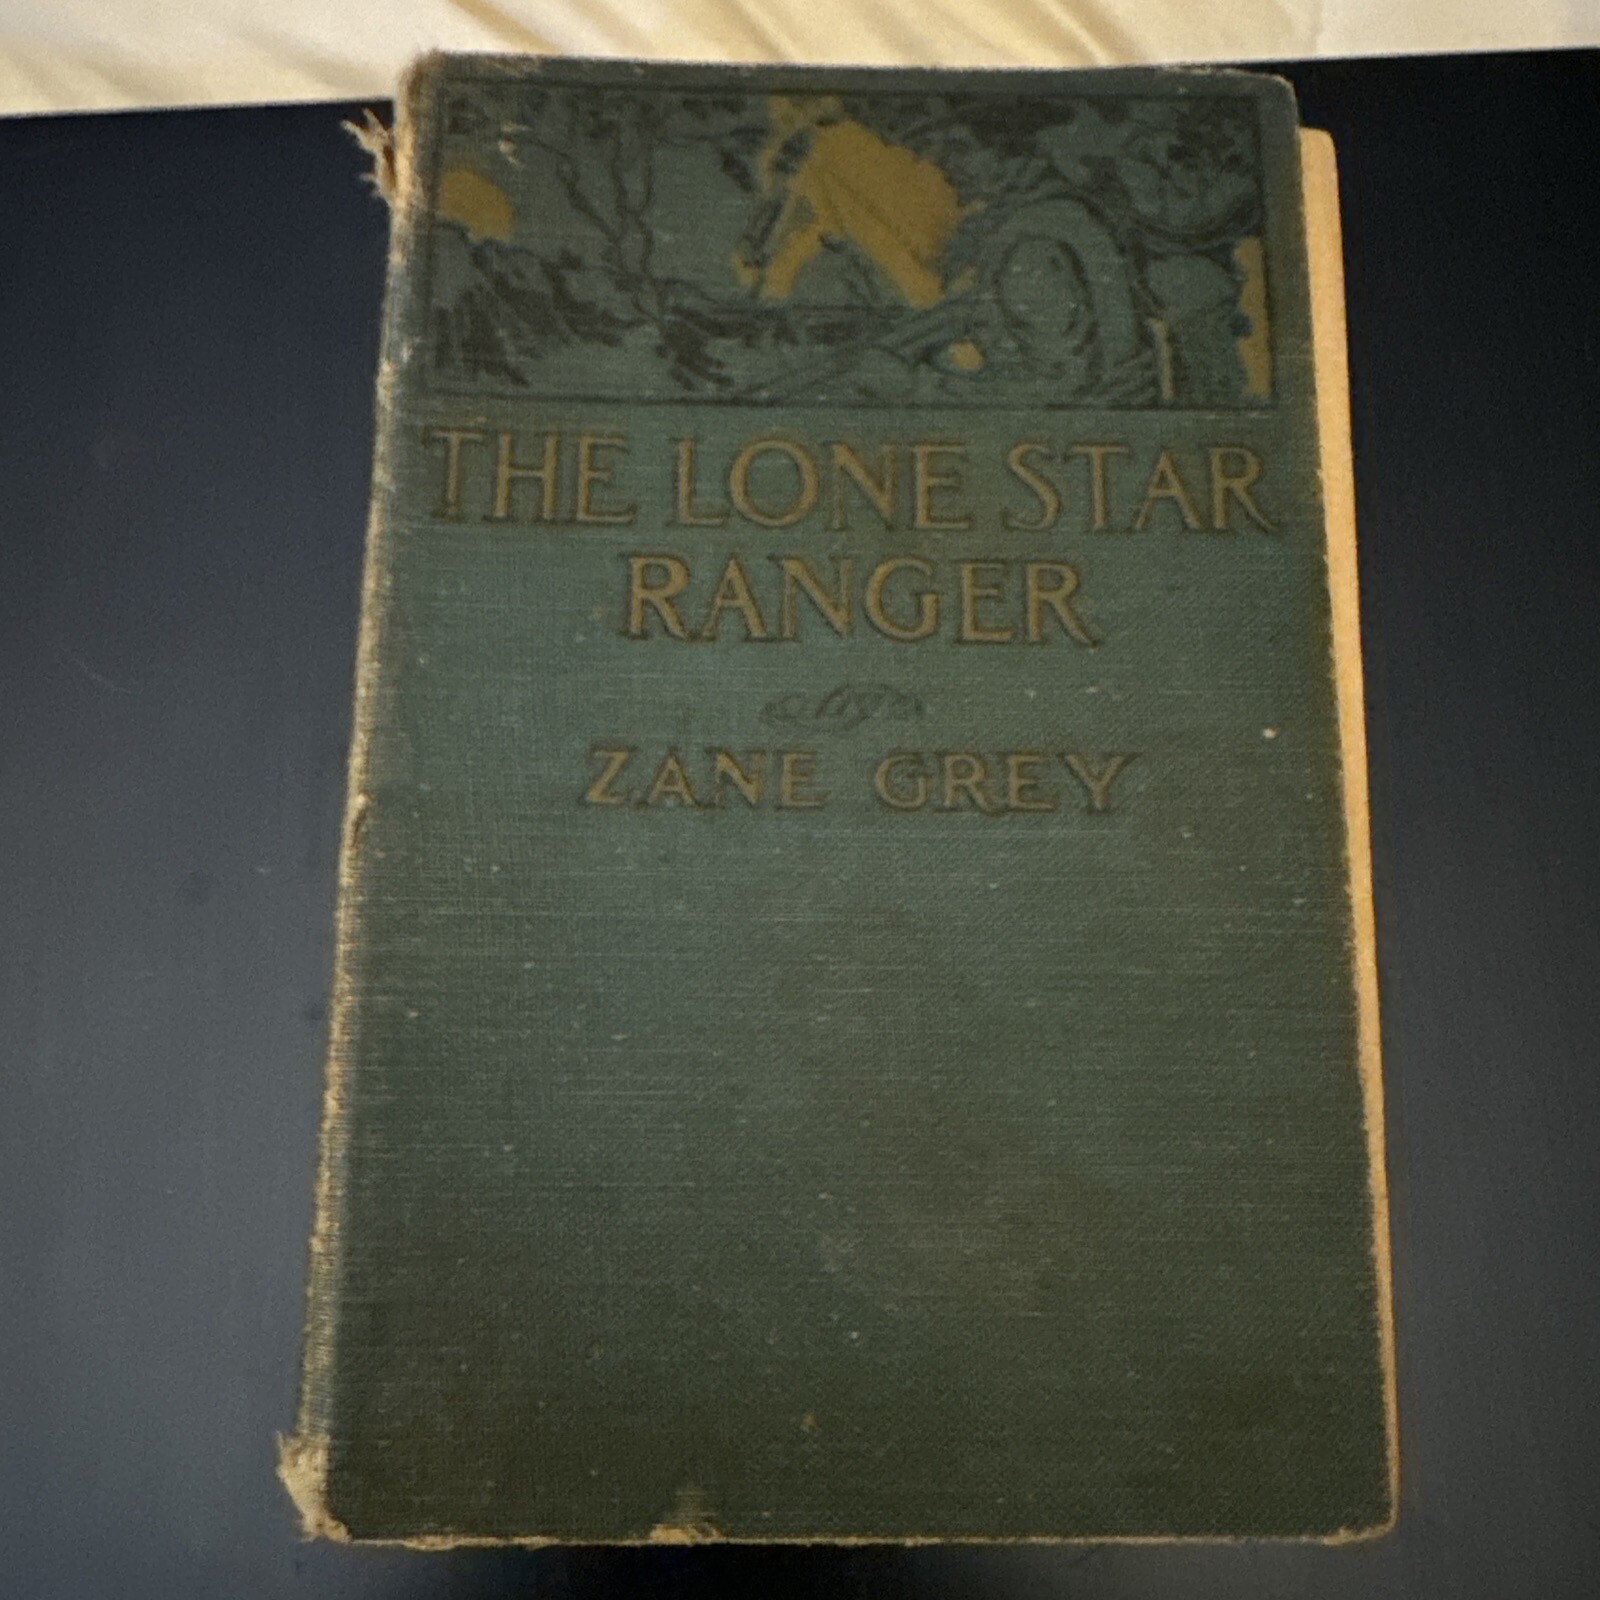 THE LONE STAR
RANGER
by
ZANE GREY